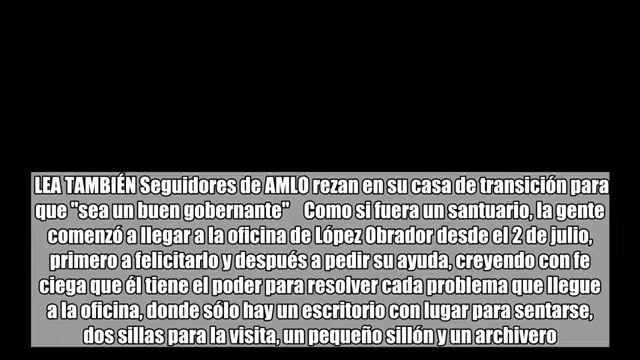 LEA TAMBIÉN Seguidores de AMLO rezan en su casa de transición para
que "sea un buen gobernante" Como si fuera un santuario, la gente
comenzó a llegar a la oficina de López Obrador desde el 2 de julio,
primero a felicitarlo y después a pedir su ayuda, creyendo con fe
ciega que él tiene el poder para resolver cada problema que llegue
a la oficina, donde sólo hay un escritorio con lugar para sentarse,
dos sillas para la visita, un pequeño sillón y un archivero